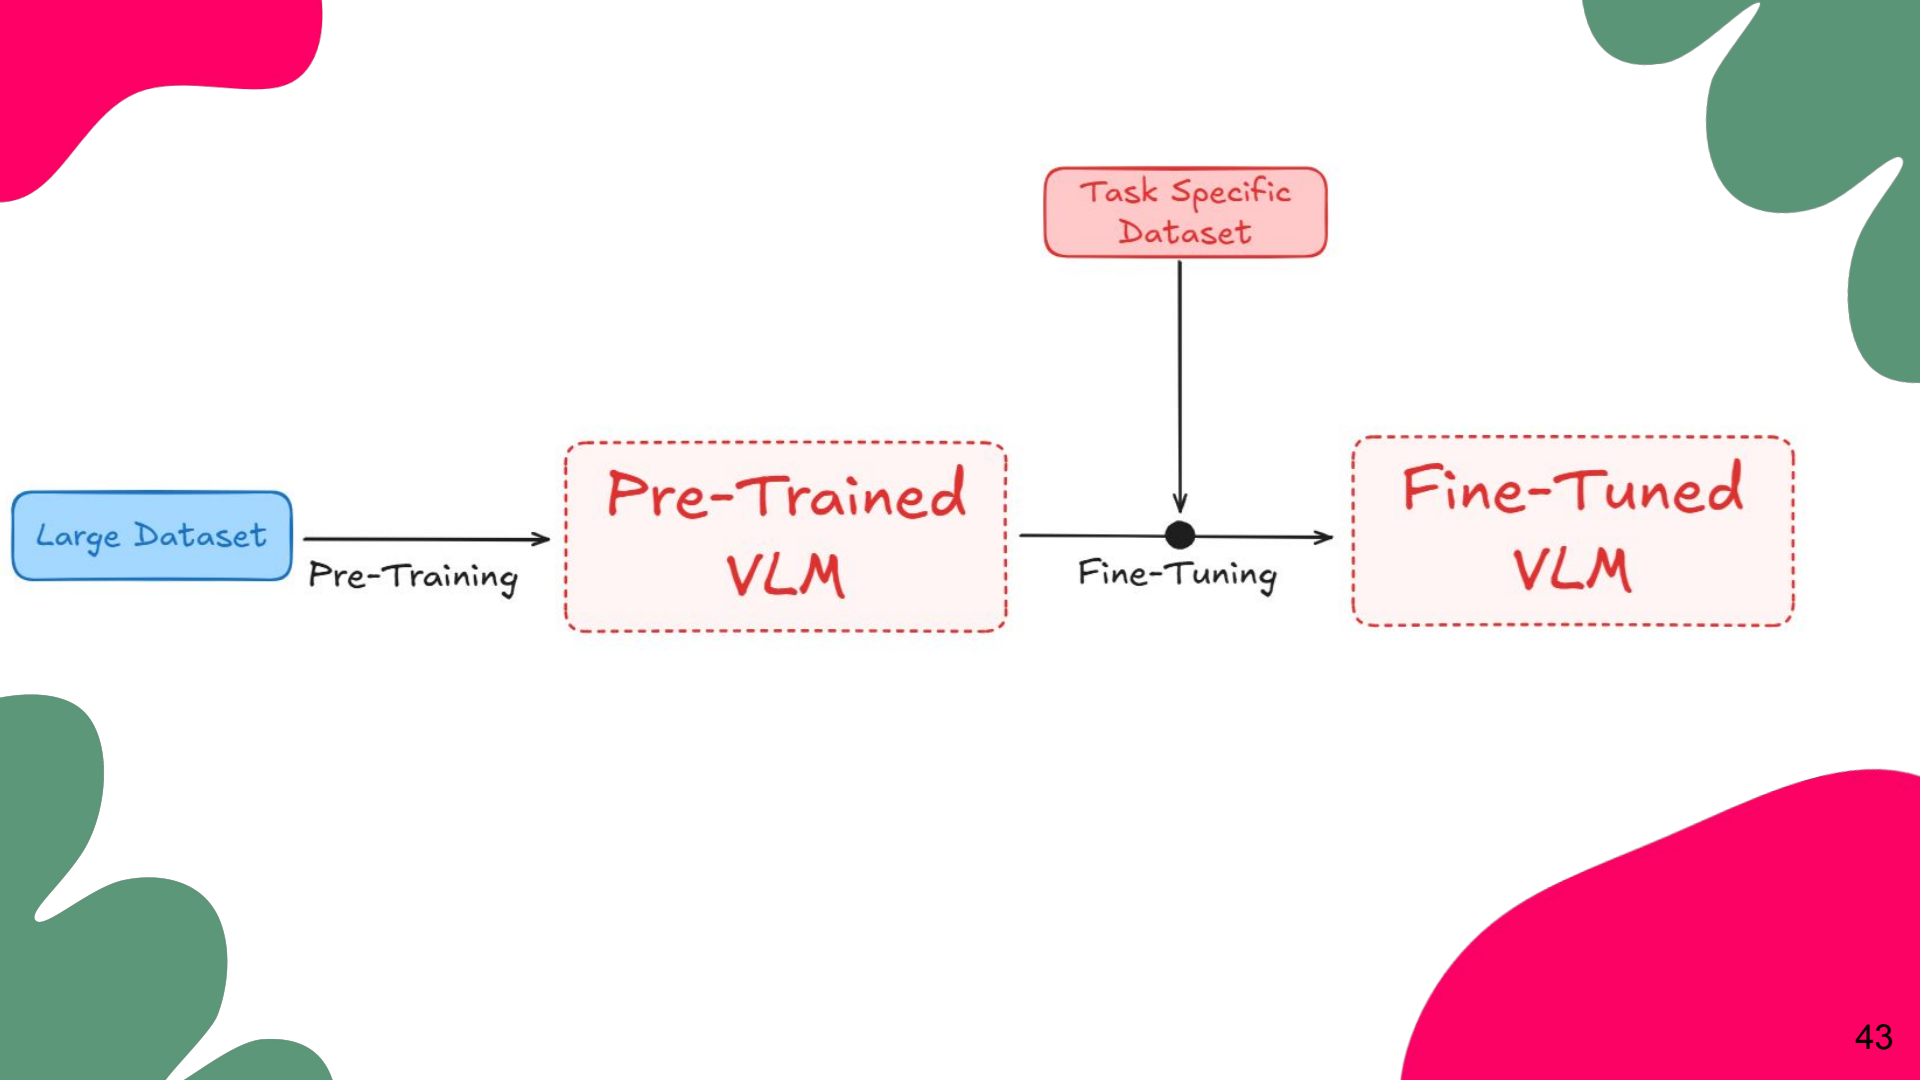 Task Specific
Dataset
Large Dataset
Pre-Training
Pre-Trained
VLM
Fine-Tuning
Fine-Tuned
VLM
43